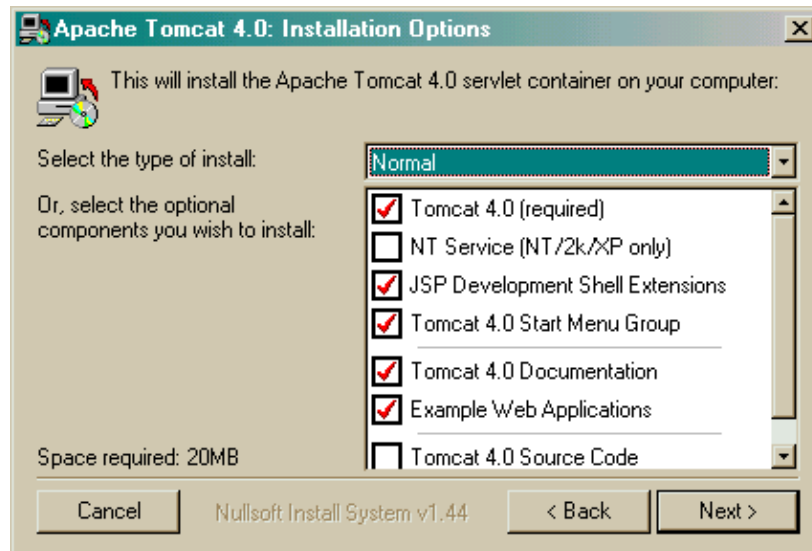 Apache Tomcat 4.0: Installation Options
This will install the Apache Tomcat 4.0 servlet container on your computer:
Select the type of install:
Normal
Or, select the optional
components you wish to install:
Tomcat 4.0 (required)
NT Service (NT/2k/XP only)
JSP Development Shell Extensions
Tomcat 4.0 Start Menu Group
Tomcat 4.0 Documentation
Example Web Applications
Tomcat 4.0 Source Code
Space required: 20MB
Cancel
Nullsoft Install System v1.44
< Back
Next >